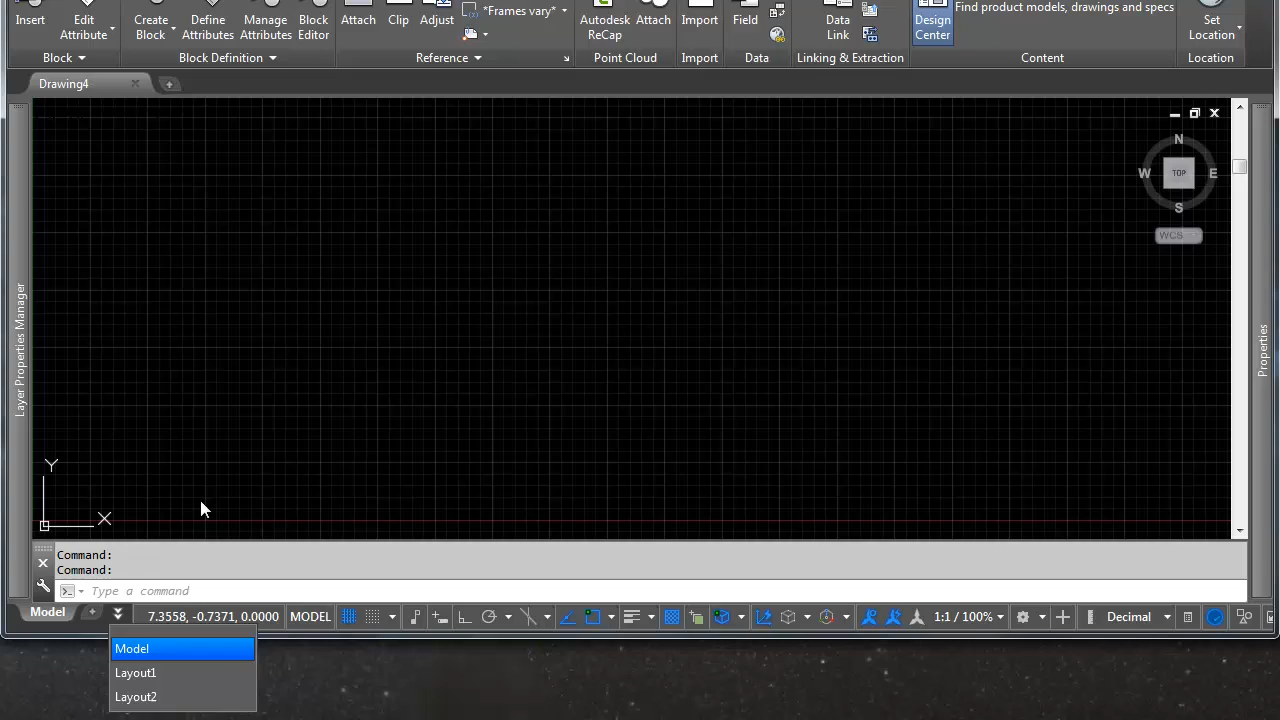 Insert
Edit
Attribute
Create
Block
Define
Attributes
Manage
Attributes
Block
Editor
Attach
Clip
Adjust
*Frames vary*
Autodesk
ReCap
Attach
Import
Field
Data
Link
Design
Center
Find product models, drawings and specs
Set
Location
Block
Block Definition
Reference
Point Cloud
Import
Data
Linking & Extraction
Content
Location
Drawing4
N
W
TOP
E
S
WCS
Layer Properties Manager
Properties
Y
X
Command:
Command:
Type a command
Model
7.3558, -0.7371, 0.0000
MODEL
1:1 / 100%
Decimal
Model
Layout1
Layout2